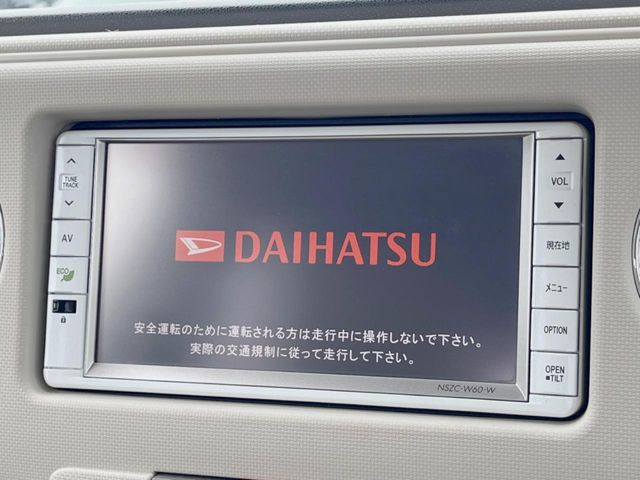 TUNE
TRACK
AV
ECO
DAIHATSU
安全運転のために運転される方は走行中に操作しないで下さい。
実際の交通規制に従って走行して下さい。
VOL
現在地
メニュー
OPTION
OPEN
■TILT
NSZC-W60-W